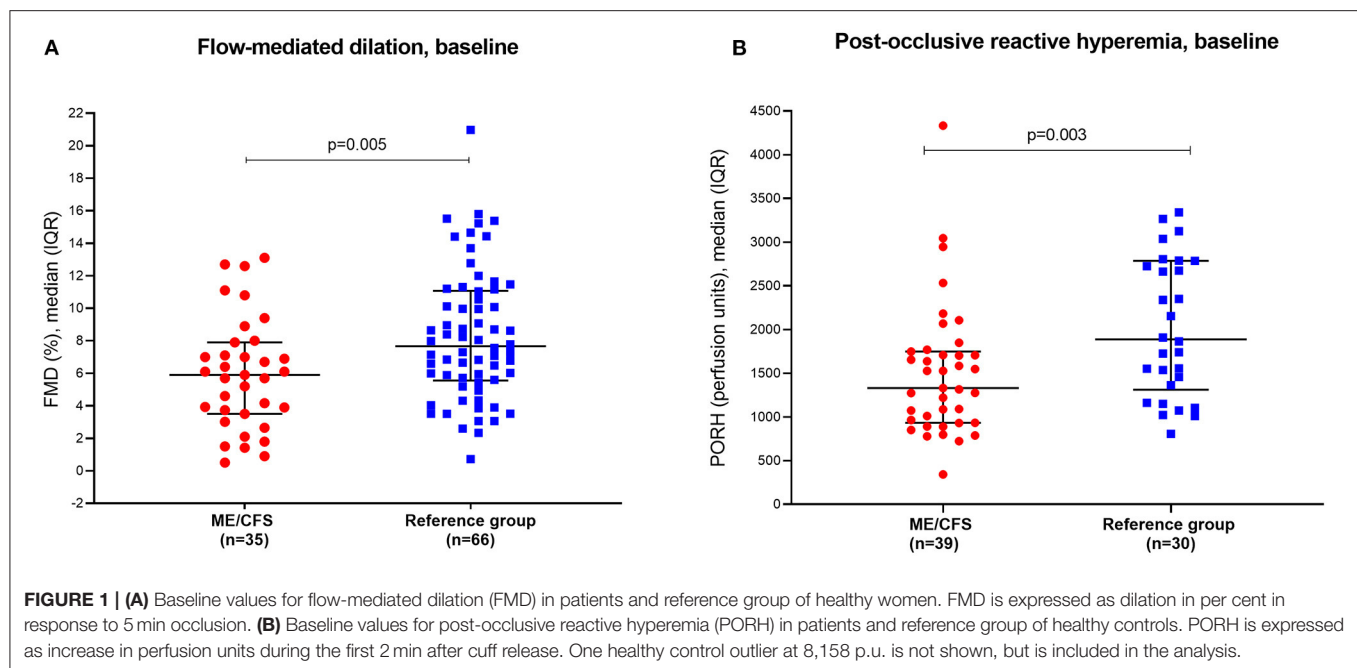 A
Flow-mediated dilation, baseline
22
20
18
16
14
12
10
8
6
4
2
0
-2
FMD (%), median (IQR)
p=0.005
ME/CFS
(n=35)
Reference group
(n=66)
B
Post-occlusive reactive hyperemia, baseline
4500
4000
3500
3000
2500
2000
1500
1000
500
0
PORH (perfusion units), median (IQR)
p=0.003
ME/CFS
(n=39)
Reference group
(n=30)
FIGURE 1 | (A) Baseline values for flow-mediated dilation (FMD) in patients and reference group of healthy women. FMD is expressed as dilation in per cent in
response to 5 min occlusion. (B) Baseline values for post-occlusive reactive hyperemia (PORH) in patients and reference group of healthy controls. PORH is expressed
as increase in perfusion units during the first 2 min after cuff release. One healthy control outlier at 8,158 p.u. is not shown, but is included in the analysis.